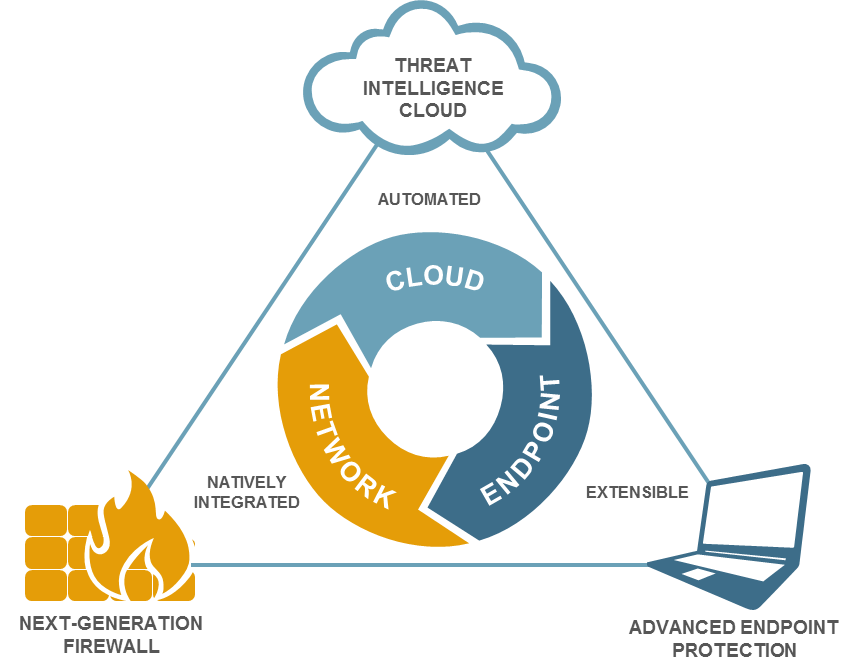 THREAT
INTELLIGENCE
CLOUD
AUTOMATED
CLOUD
NETWORK
ENDPOINT
NATIVELY
INTEGRATED
EXTENSIBLE
NEXT-GENERATION
FIREWALL
ADVANCED ENDPOINT
PROTECTION